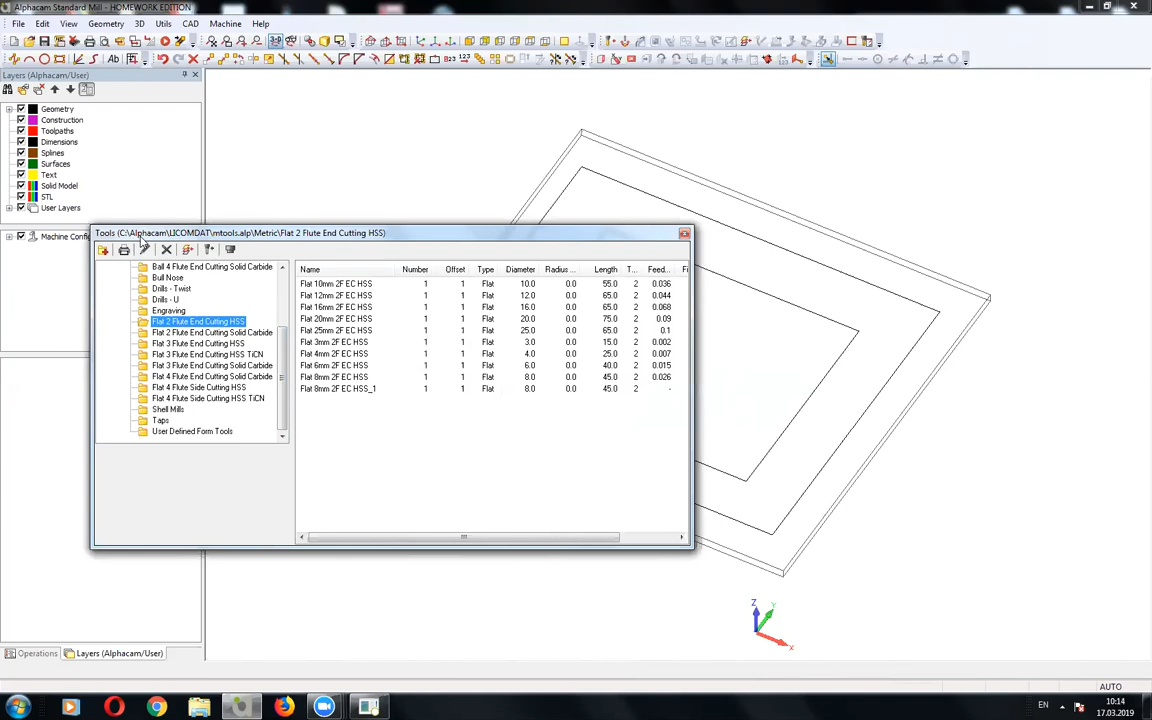 Alphacam Standard Mill - HOMEWORK EDITION
File Edit View Geometry 3D Utils CAD Machine Help
Layers (Alphacam/User)
Geometry
Construction
Toolpaths
Dimensions
Splines
Surfaces
Text
Solid Model
STL
User Layers
Machine Config
Tools (C:\Alphacam\LICOMDAT\mtools.alp\Metric\Flat 2 Flute End Cutting HSS)
Ball 4 Flute End Cutting Solid Carbide
Bull Nose
Drills - Twist
Drills - U
Engraving
Flat 2 Flute End Cutting HSS
Flat 2 Flute End Cutting Solid Carbide
Flat 3 Flute End Cutting HSS
Flat 3 Flute End Cutting HSS TiCN
Flat 3 Flute End Cutting Solid Carbide
Flat 4 Flute End Cutting Solid Carbide
Flat 4 Flute Side Cutting HSS
Flat 4 Flute Side Cutting HSS TiCN
Shell Mills
Taps
User Defined Form Tools
Name Number Offset Type Diameter Radius ... Length T... Feed... Fi
Flat 10mm 2F EC HSS 1 1 Flat 10.0 0.0 55.0 2 0.036
Flat 12mm 2F EC HSS 1 1 Flat 12.0 0.0 65.0 2 0.044
Flat 16mm 2F EC HSS 1 1 Flat 16.0 0.0 65.0 2 0.068
Flat 20mm 2F EC HSS 1 1 Flat 20.0 0.0 75.0 2 0.09
Flat 25mm 2F EC HSS 1 1 Flat 25.0 0.0 65.0 2 0.1
Flat 3mm 2F EC HSS 1 1 Flat 3.0 0.0 15.0 2 0.002
Flat 4mm 2F EC HSS 1 1 Flat 4.0 0.0 25.0 2 0.007
Flat 6mm 2F EC HSS 1 1 Flat 6.0 0.0 40.0 2 0.015
Flat 8mm 2F EC HSS 1 1 Flat 8.0 0.0 45.0 2 0.026
Flat 8mm 2F EC HSS_1 1 1 Flat 8.0 0.0 45.0 2 -
Z
Y
X
Operations Layers (Alphacam/User)
AUTO
EN
10:14
17.03.2019